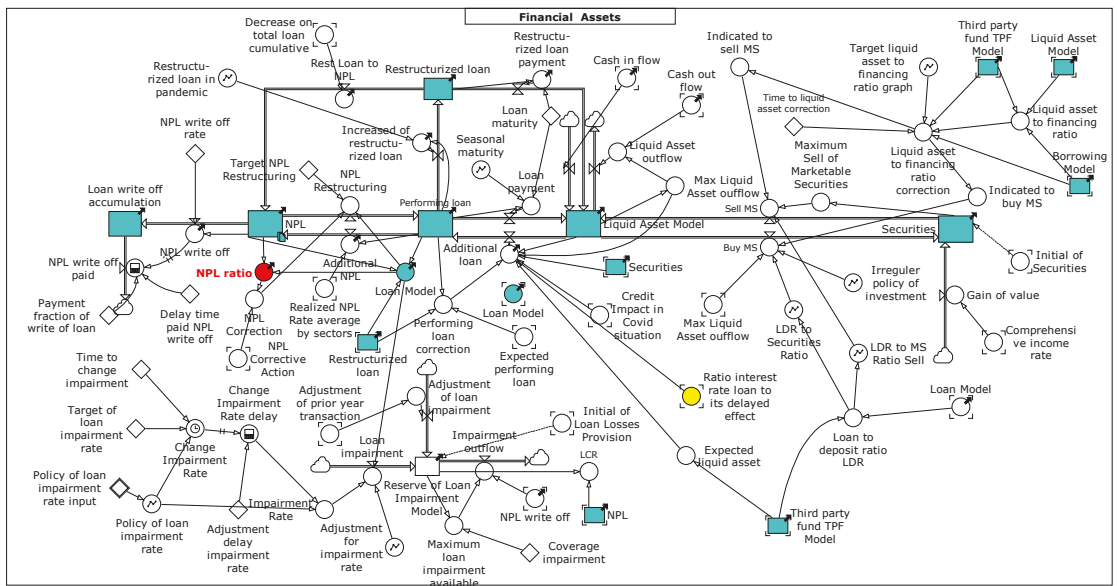 Financial Assets
Decrease on
total loan
cumulative
Restructu-
rized loan
payment
Cash in flow
Indicated to
sell MS
Third party
fund TPF
Model
Liquid Asset
Model
Target liquid
asset to
financing
ratio graph
Restructu-
rized loan in
pandemic
Rest Loan to
NPL
Restructurized loan
Cash out
flow
Time to liquid
asset correction
Liquid asset
to financing
ratio
NPL write off
rate
Increased of
restructu-
rized loan
Loan
maturity
Seasonal
maturity
Liquid Asset
outflow
Maximum
Sell of
Marketable
Securities
Liquid asset
to financing
ratio
correction
Borrowing
Model
Target NPL
Restructuring
NPL
Restructuring
Loan
payment
Max Liquid
Asset outflow
Indicated to
buy MS
Loan write off
accumulation
Performing loan
Sell MS
NPL
Liquid Asset Model
Securities
NPL write off
Additional
NPL
Additional
loan
Buy MS
NPL write off
paid
NPL ratio
Loan Model
Securities
Initial of
Securities
Irreguler
policy of
investment
Payment
fraction of
write of loan
Delay time
paid NPL
write off
NPL
Correction
Realized NPL
Rate average
by sectors
Performing
loan
correction
Loan Model
Credit
Impact in
Covid
situation
Max Liquid
Asset outflow
LDR to
Securities
Ratio
Gain of value
NPL
Corrective
Action
Restructurized
loan
Expected
performing loan
LDR to MS
Ratio Sell
Comprehensi
ve income rate
Time to
change
impairment
Change
Impairment
Rate delay
Adjustment
of prior year
transaction
Adjustment
of loan
impairment
Ratio interest
rate loan to
its delayed
effect
Loan Model
Target of
loan
impairment
rate
Change
Impairment
Rate
Loan
impairment
Impairment
outflow
Initial of
Loan Losses
Provision
Loan to
deposit ratio
LDR
LCR
Expected
liquid asset
Policy of loan
impairment
rate input
Impairment
Rate
Reserve of Loan
Impairment
Model
NPL write off
NPL
Third party
fund TPF
Model
Policy of loan
impairment
rate
Adjustment
delay impairment
rate
Adjustment
for impairment
rate
Maximum
loan
impairment
available
Coverage
impairment